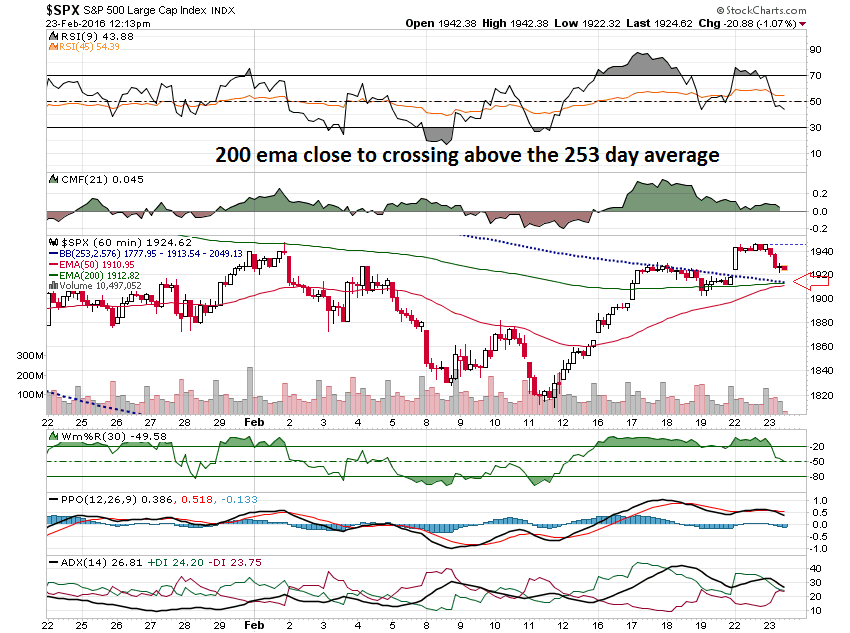 $SPX S&P 500 Large Cap Index INDX
© StockCharts.com
23-Feb-2016 12:13pm
Open 1942.38 High 1942.38 Low 1922.32 Last 1924.62 Chg -20.88 (-1.07%)
RSI(9) 43.88
RSI(45) 54.39
90
70
50
30
10
200 ema close to crossing above the 253 day average
CMF(21) 0.045
0.2
0.0
-0.2
$SPX (60 min) 1924.62
BB(253,2.576) 1777.95 - 1913.54 - 2049.13
EMA(50) 1910.95
EMA(200) 1912.82
Volume 10,497,052
1940
1920
1900
1880
1860
1840
1820
300M
200M
100M
22 25 26 27 28 29 Feb 2 3 4 5 8 9 10 11 12 16 17 18 19 22 23
Wm%R(30) -49.58
-20
-50
-80
PPO(12,26,9) 0.386, 0.518, -0.133
1.0
0.5
0.0
-0.5
-1.0
ADX(14) 26.81 +DI 24.20 -DI 23.75
40
30
20
10
22 25 26 27 28 29 Feb 2 3 4 5 8 9 10 11 12 16 17 18 19 22 23